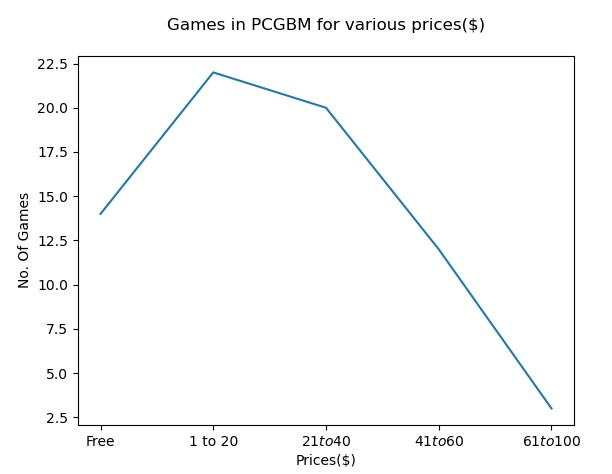 Games in PCGBM for various prices($)
22.5
20.0
17.5
15.0
12.5
10.0
7.5
5.0
2.5
No. Of Games
Free 1 to 20 21to40 41to60 61to100
Prices($)